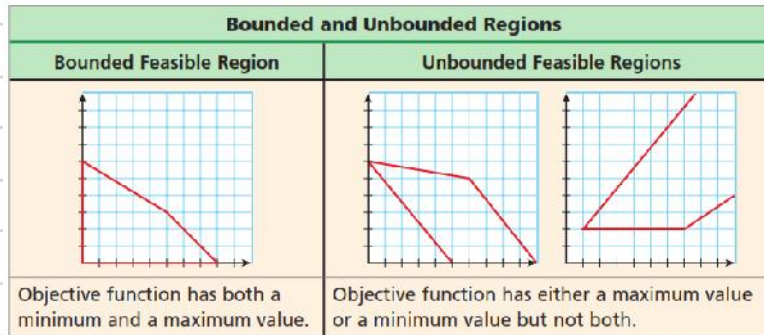 Bounded and Unbounded Regions
Bounded Feasible Region
Unbounded Feasible Regions
Objective function has both a
minimum and a maximum value.
Objective function has either a maximum value
or a minimum value but not both.